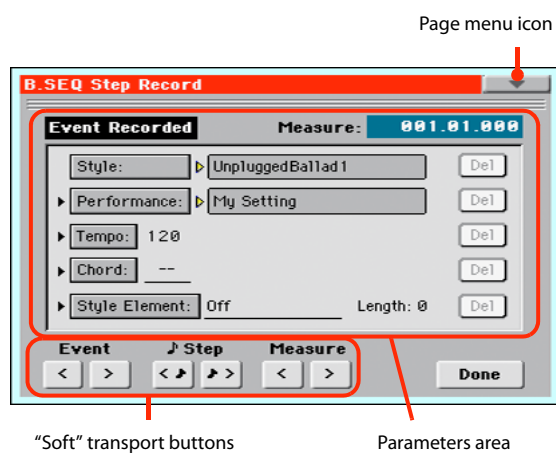 Page menu icon
B.SEQ Step Record
Event Recorded Measure: 001.01.000
Style: UnpluggedBallad1 Del
Performance: My Setting Del
Tempo: 120 Del
Chord: -- Del
Style Element: Off Length: 0 Del
Event ♪ Step Measure
< > < ♪ ♪ > < > Done
“Soft” transport buttons Parameters area